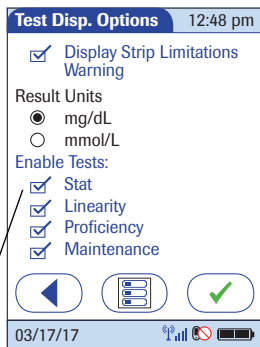 Test Disp. Options 12:48 pm
Display Strip Limitations
Warning
Result Units
mg/dL
mmol/L
Enable Tests:
Stat
Linearity
Proficiency
Maintenance
03/17/17